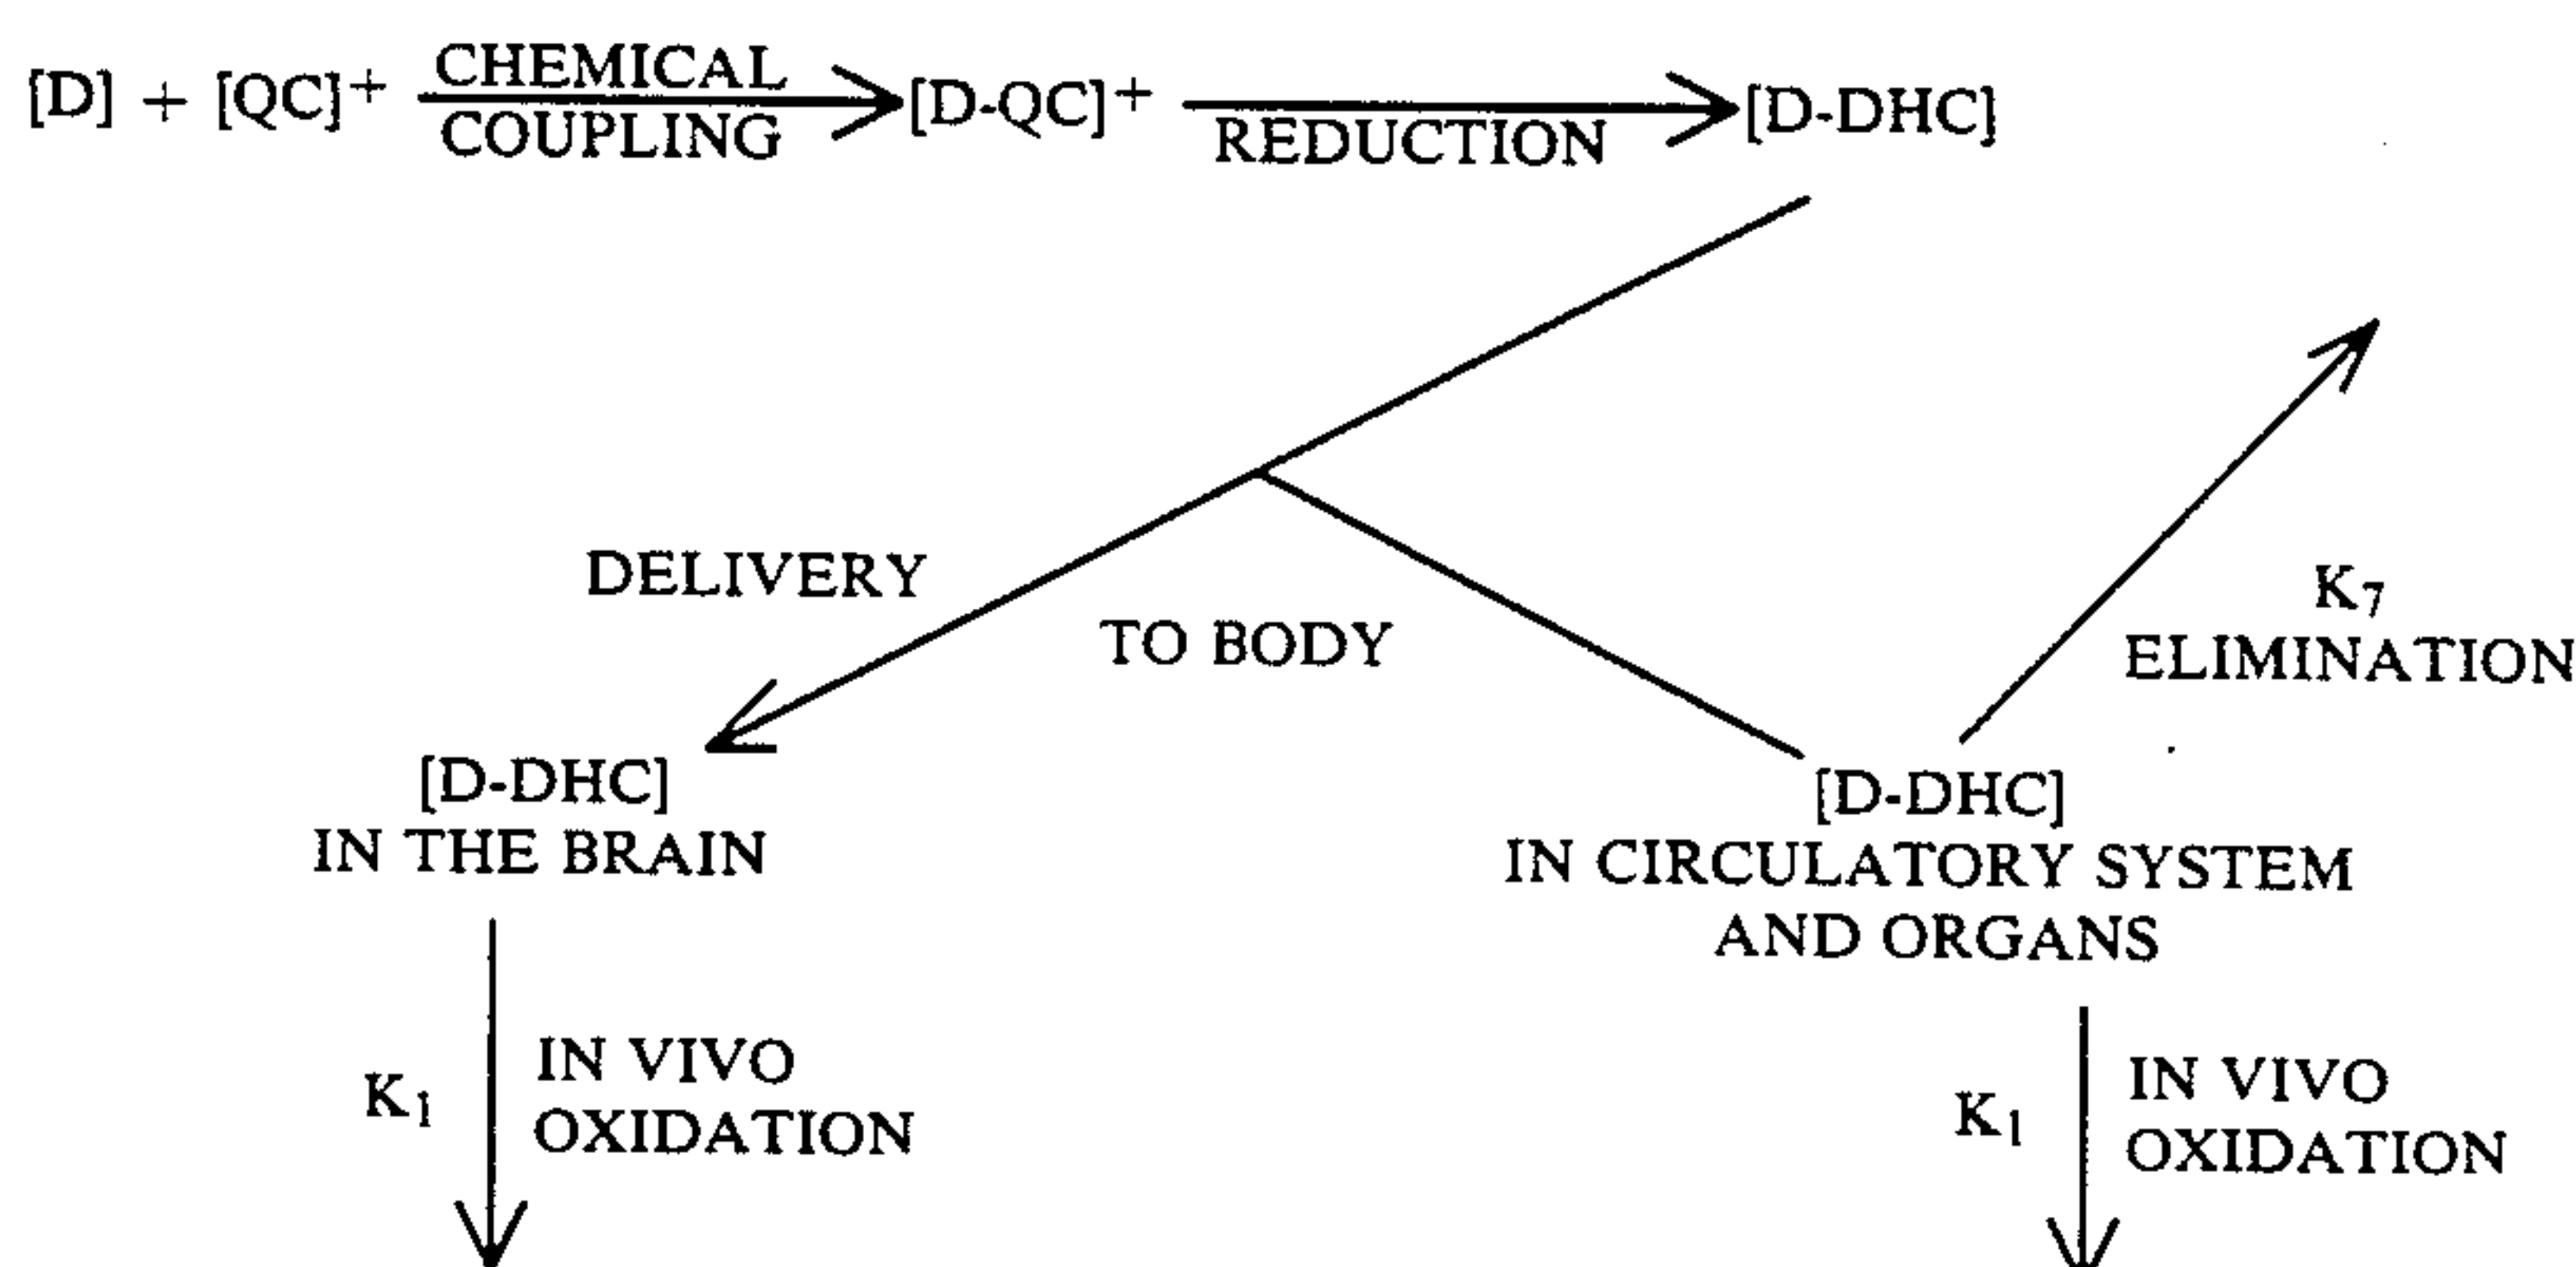 [D] + [QC]+ CHEMICAL COUPLING [D-QC]+ REDUCTION [D-DHC]
DELIVERY
TO BODY
K7
ELIMINATION
[D-DHC]
IN THE BRAIN
[D-DHC]
IN CIRCULATORY SYSTEM
AND ORGANS
K1
IN VIVO
OXIDATION
K1
IN VIVO
OXIDATION